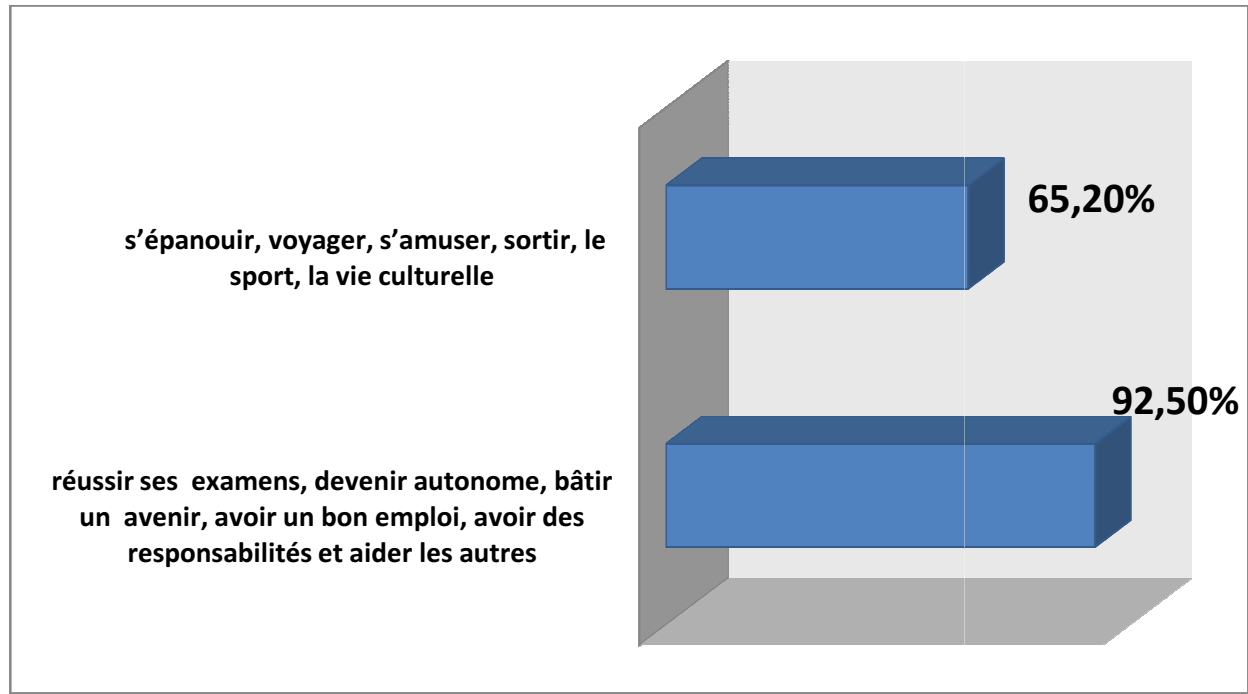 65,20%
s’épanouir, voyager, s’amuser, sortir, le
sport, la vie culturelle
92,50%
réussir ses examens, devenir autonome, bâtir
un avenir, avoir un bon emploi, avoir des
responsabilités et aider les autres